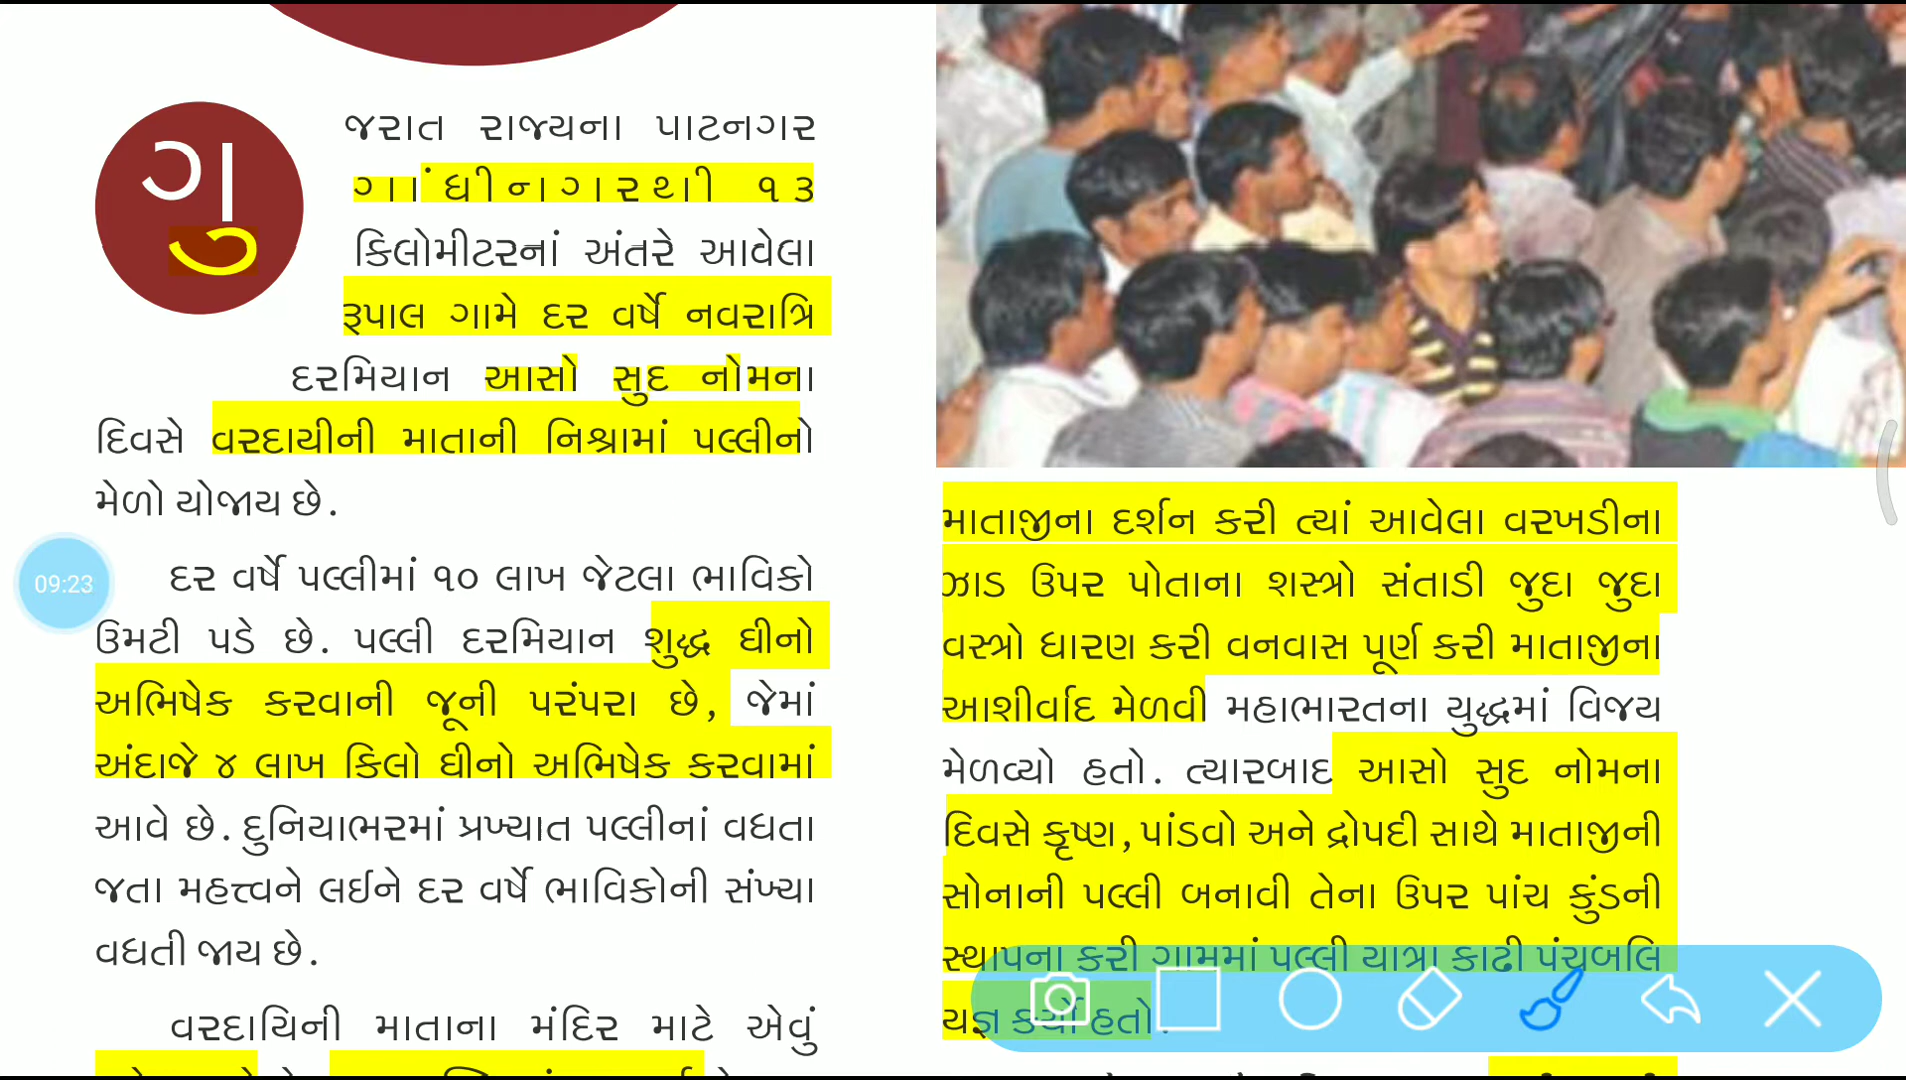 ગુ
જરાત રાજ્યના પાટનગર
ગાંધીનગરથી ૧૩
કિલોમીટરનાં અંતરે આવેલા
રૂપાલ ગામે દર વર્ષે નવરાત્રિ
દરમિયાન આસો સુદ નોમના
દિવસે વરદાયીની માતાની નિશ્રામાં પલ્લીનો
મેળો યોજાય છે.
દર વર્ષે પલ્લીમાં ૧૦ લાખ જેટલા ભાવિકો
ઉમટી પડે છે. પલ્લી દરમિયાન શુદ્ધ ઘીનો
અભિષેક કરવાની જૂની પરંપરા છે, જેમાં
અંદાજે ૪ લાખ કિલો ઘીનો અભિષેક કરવામાં
આવે છે. દુનિયાભરમાં પ્રખ્યાત પલ્લીનાં વધતા
જતા મહત્ત્વને લઈને દર વર્ષે ભાવિકોની સંખ્યા
વધતી જાય છે.
વરદાયિની માતાના મંદિર માટે એવું
09:23
માતાજીના દર્શન કરી ત્યાં આવેલા વરખડીના
ઝાડ ઉપર પોતાના શસ્ત્રો સંતાડી જુદા જુદા
વસ્ત્રો ધારણ કરી વનવાસ પૂર્ણ કરી માતાજીના
આશીર્વાદ મેળવી મહાભારતના યુદ્ધમાં વિજય
મેળવ્યો હતો. ત્યારબાદ આસો સુદ નોમના
દિવસે કૃષ્ણ, પાંડવો અને દ્રોપદી સાથે માતાજીની
સોનાની પલ્લી બનાવી તેના ઉપર પાંચ કુંડની
સ્થાપના કરી ગામમાં પલ્લી યાત્રા કાઢી પંચબલિ
યજ્ઞ કર્યો હતો.